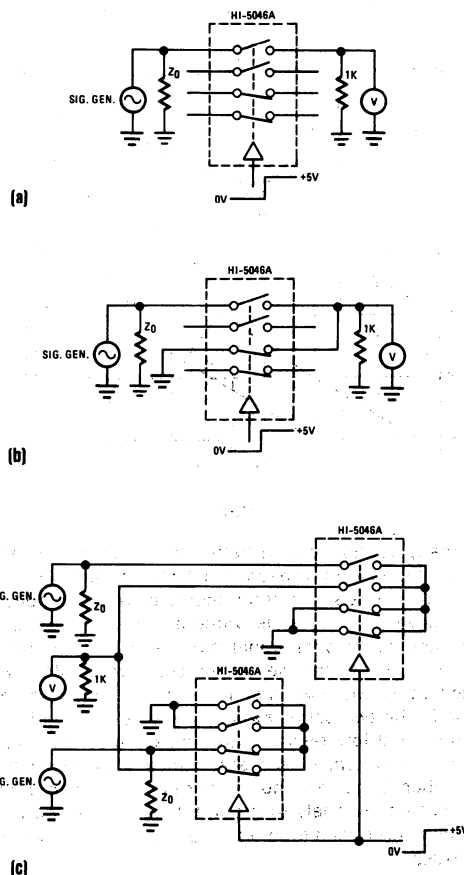 HI-5046A
Z0
1K
SIG. GEN.
V
+5V
0V
(a)
HI-5046A
Z0
1K
SIG. GEN.
V
+5V
0V
(b)
HI-5046A
G. GEN.
Z0
V
1K
HI-5046A
G. GEN.
Z0
+5V
0V
(c)